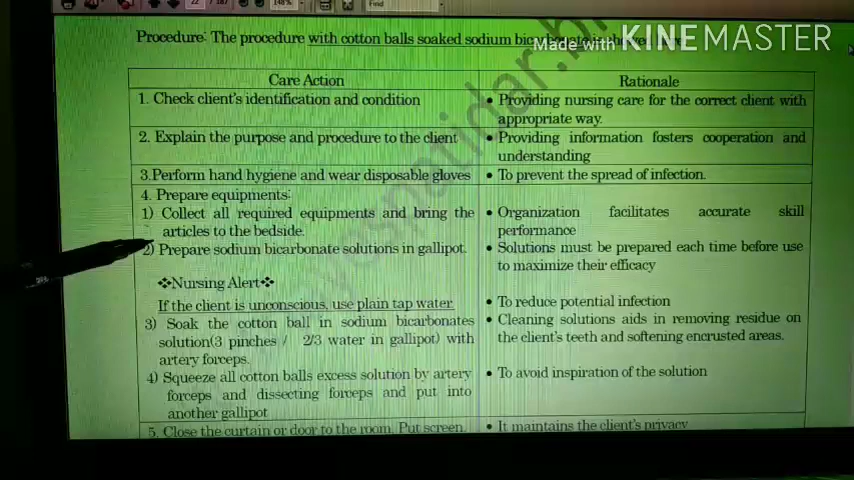 22 / 187
148%
Find
Procedure: The procedure with cotton balls soaked sodium
Made with KINEMASTER
Care Action
Rationale
1. Check client's identification and condition
• Providing nursing care for the correct client with
appropriate way.
2. Explain the purpose and procedure to the client
• Providing information fosters cooperation and
understanding
3.Perform hand hygiene and wear disposable gloves
• To prevent the spread of infection.
4. Prepare equipments:
1) Collect all required equipments and bring the
articles to the bedside.
• Organization facilitates accurate skill
performance
2) Prepare sodium bicarbonate solutions in gallipot.
• Solutions must be prepared each time before use
to maximize their efficacy
❖Nursing Alert❖
If the client is unconscious, use plain tap water
• To reduce potential infection
3) Soak the cotton ball in sodium bicarbonates
solution(3 pinches / 2/3 water in gallipot) with
artery forceps.
• Cleaning solutions aids in removing residue on
the client's teeth and softening encrusted areas.
4) Squeeze all cotton balls excess solution by artery
forceps and dissecting forceps and put into
another gallipot
• To avoid inspiration of the solution
5. Close the curtain or door to the room. Put screen.
• It maintains the client's privacy